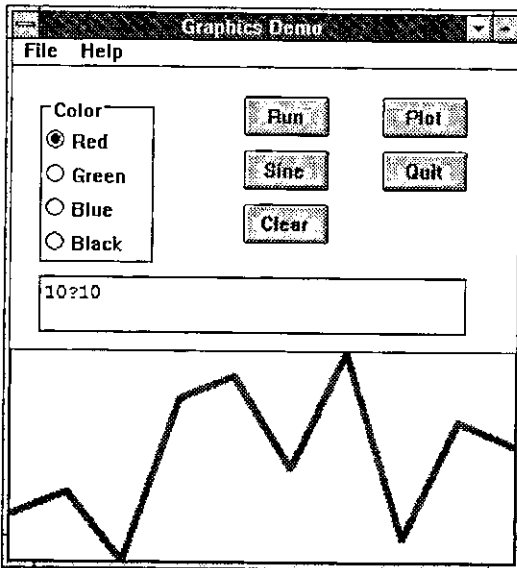 Graphics Demo
File Help
Color
Red
Green
Blue
Black
Run
Plot
Sine
Quit
Clear
10?10